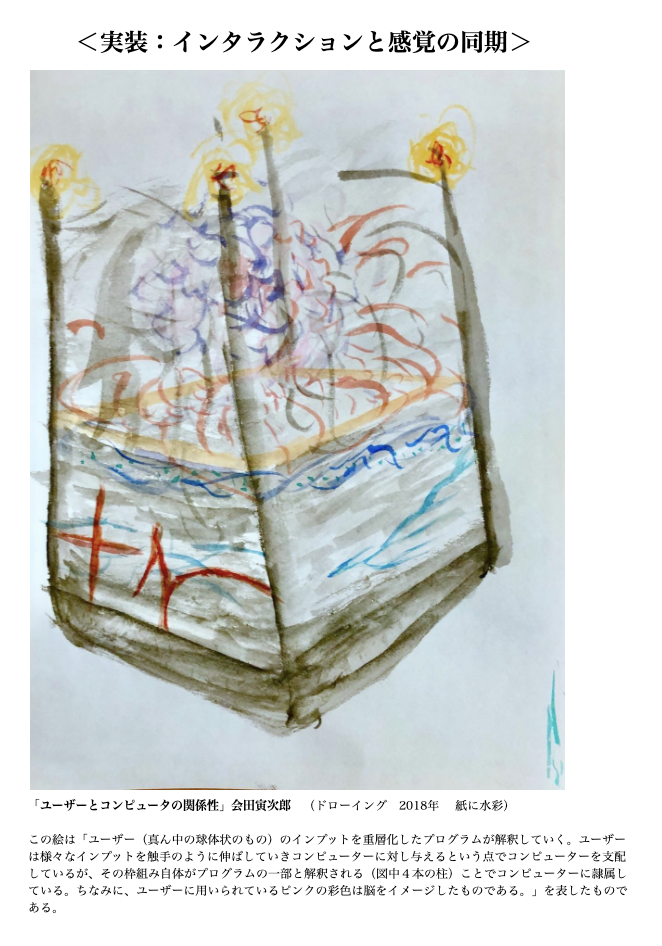 ＜実装：インタラクションと感覚の同期＞
「ユーザーとコンピュータの関係性」会田寅次郎　（ドローイング　2018年　紙に水彩）
この絵は「ユーザー（真ん中の球体状のもの）のインプットを重層化したプログラムが解釈していく。ユーザー
は様々なインプットを触手のように伸ばしていきコンピューターに対し与えるという点でコンピューターを支配
しているが、その枠組み自体がプログラムの一部と解釈される（図中４本の柱）ことでコンピューターに隷属し
ている。ちなみに、ユーザーに用いられているピンクの彩色は脳をイメージしたものである。」を表したもので
ある。